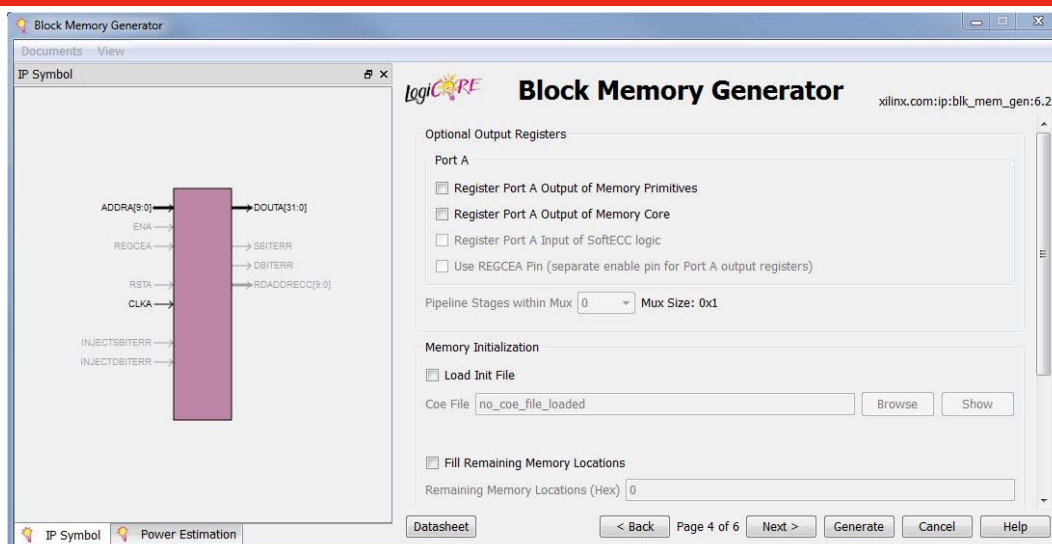 Block Memory Generator
Documents View
IP Symbol
ADDRA[9:0]
ENA
REGCEA
RSTA
CLKA
INJECTSBITERR
INJECTDBITERR
DOUTA[31:0]
SBITERR
DBITERR
RDADDRECC[9:0]
IP Symbol Power Estimation
LogiCORE
Block Memory Generator
xilinx.com:ip:blk_mem_gen:6.2
Optional Output Registers
Port A
Register Port A Output of Memory Primitives
Register Port A Output of Memory Core
Register Port A Input of SoftECC logic
Use REGCEA Pin (separate enable pin for Port A output registers)
Pipeline Stages within Mux 0 Mux Size: 0x1
Memory Initialization
Load Init File
Coe File no_coe_file_loaded Browse Show
Fill Remaining Memory Locations
Remaining Memory Locations (Hex) 0
Datasheet < Back Page 4 of 6 Next > Generate Cancel Help